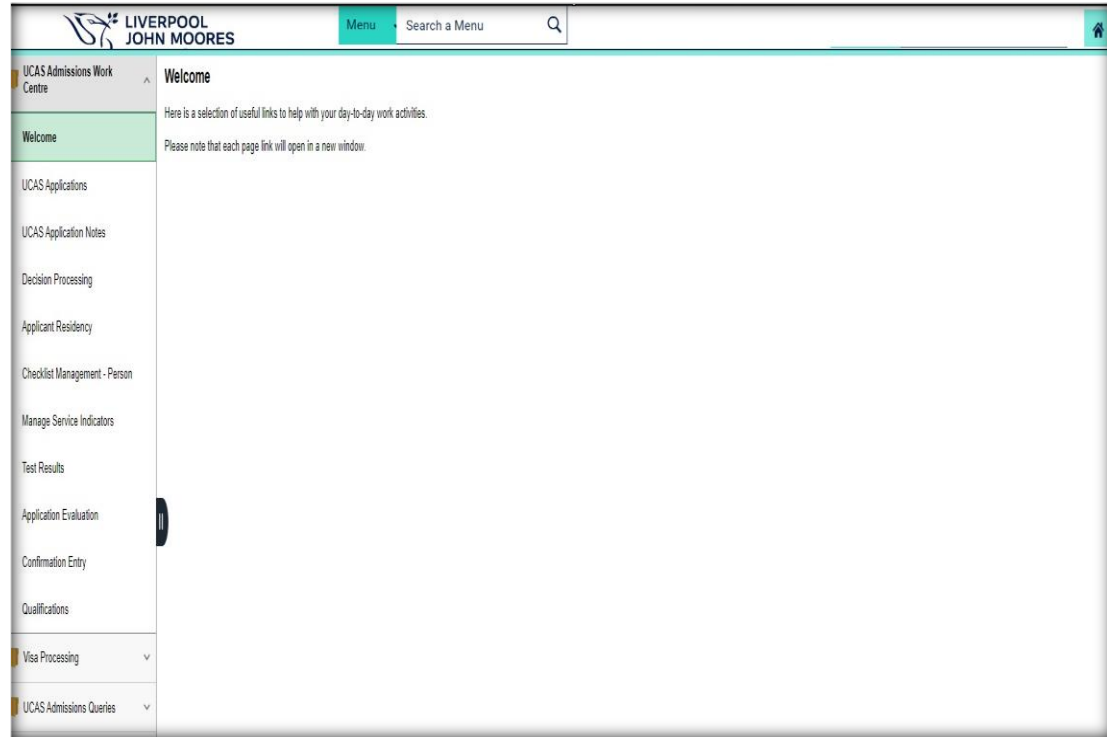 LIVERPOOL
JOHN MOORES
Menu
Search a Menu
UCAS Admissions Work
Centre
Welcome
UCAS Applications
UCAS Application Notes
Decision Processing
Applicant Residency
Checklist Management - Person
Manage Service Indicators
Test Results
Application Evaluation
Confirmation Entry
Qualifications
Visa Processing
UCAS Admissions Queries
Welcome
Here is a selection of useful links to help with your day-to-day work activities.
Please note that each page link will open in a new window.